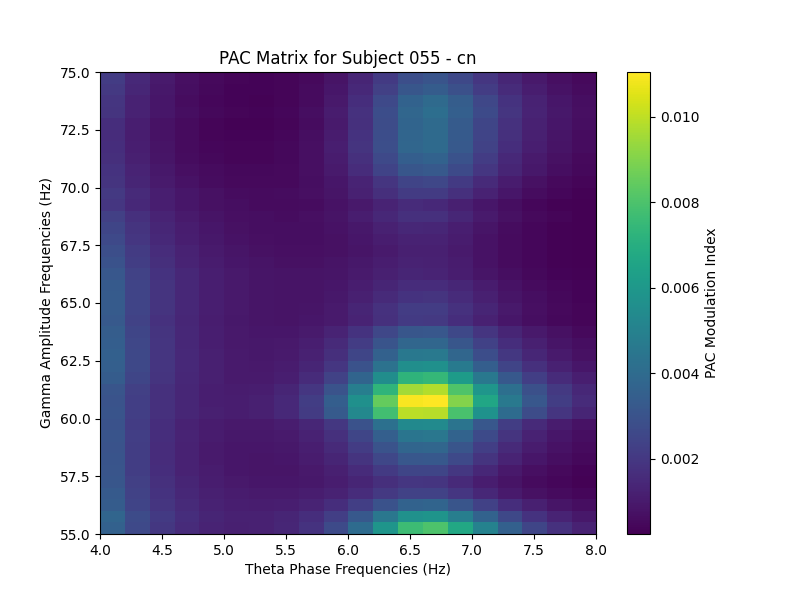 PAC Matrix for Subject 055 - cn
75.0
72.5
70.0
67.5
65.0
62.5
60.0
57.5
55.0
Gamma Amplitude Frequencies (Hz)
4.0 4.5 5.0 5.5 6.0 6.5 7.0 7.5 8.0
Theta Phase Frequencies (Hz)
0.010
0.008
0.006
0.004
0.002
PAC Modulation Index